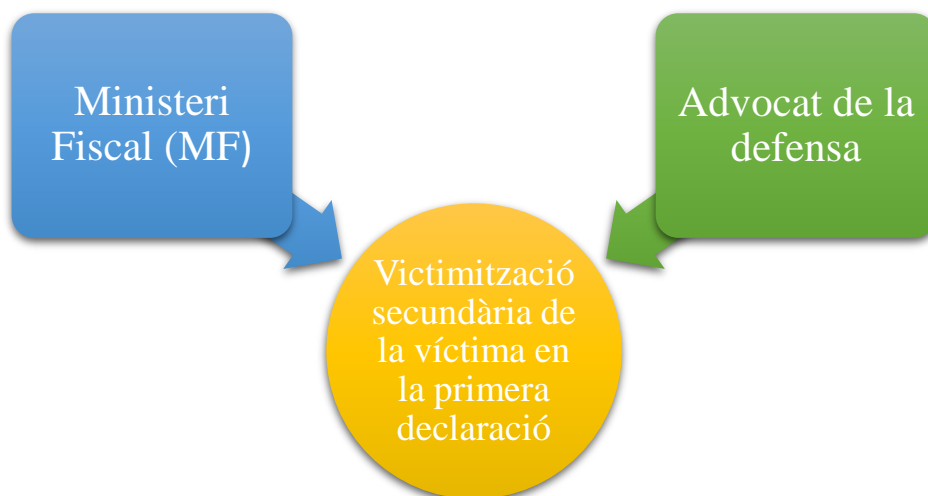 Ministeri
Fiscal (MF)
Advocat de la
defensa
Victimització
secundària de
la víctima en
la primera
declaració